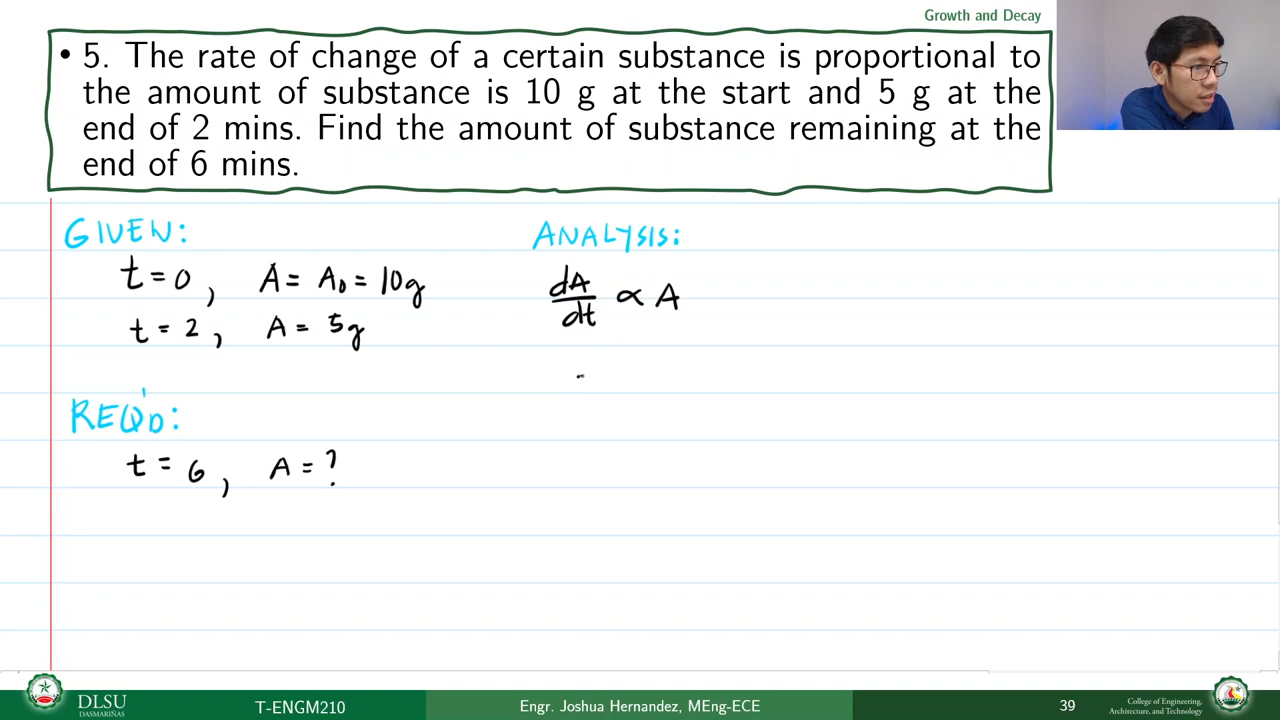 Growth and Decay
• 5. The rate of change of a certain substance is proportional to
the amount of substance is 10 g at the start and 5 g at the
end of 2 mins. Find the amount of substance remaining at the
end of 6 mins.
GIVEN:
t = 0, A = A₀ = 10g
t = 2, A = 5g
REQ'D:
t = 6, A = ?
ANALYSIS:
dA/dt ∝ A
DLSU
DASMARIÑAS
T-ENGM210
Engr. Joshua Hernandez, MEng-ECE
39
College of Engineering,
Architecture, and Technology